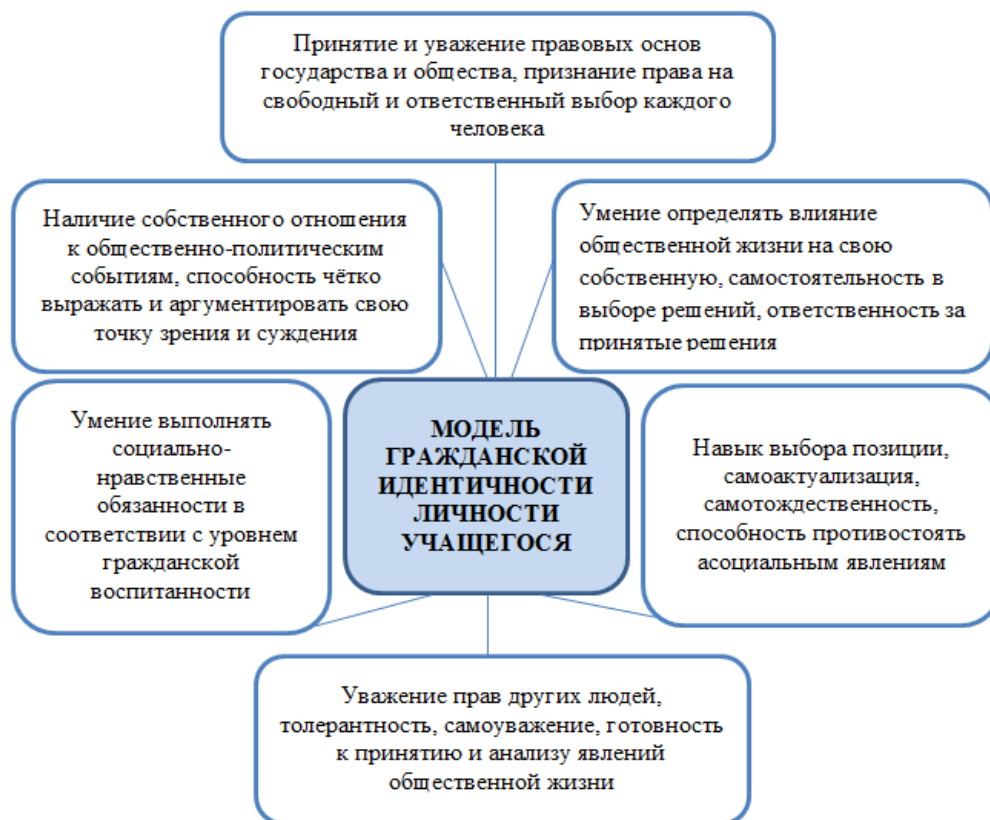 Принятие и уважение правовых основ
государства и общества, признание права на
свободный и ответственный выбор каждого
человека
Наличие собственного отношения
к общественно-политическим
событиям, способность чётко
выражать и аргументировать свою
точку зрения и суждения
Умение определять влияние
общественной жизни на свою
собственную, самостоятельность в
выборе решений, ответственность за
принятые решения
Умение выполнять
социально-
нравственные
обязанности в
соответствии с уровнем
гражданской
воспитанности
МОДЕЛЬ
ГРАЖДАНСКОЙ
ИДЕНТИЧНОСТИ
ЛИЧНОСТИ
УЧАЩЕГОСЯ
Навык выбора позиции,
самоактуализация,
самотождественность,
способность противостоять
асоциальным явлениям
Уважение прав других людей,
толерантность, самоуважение, готовность
к принятию и анализу явлений
общественной жизни